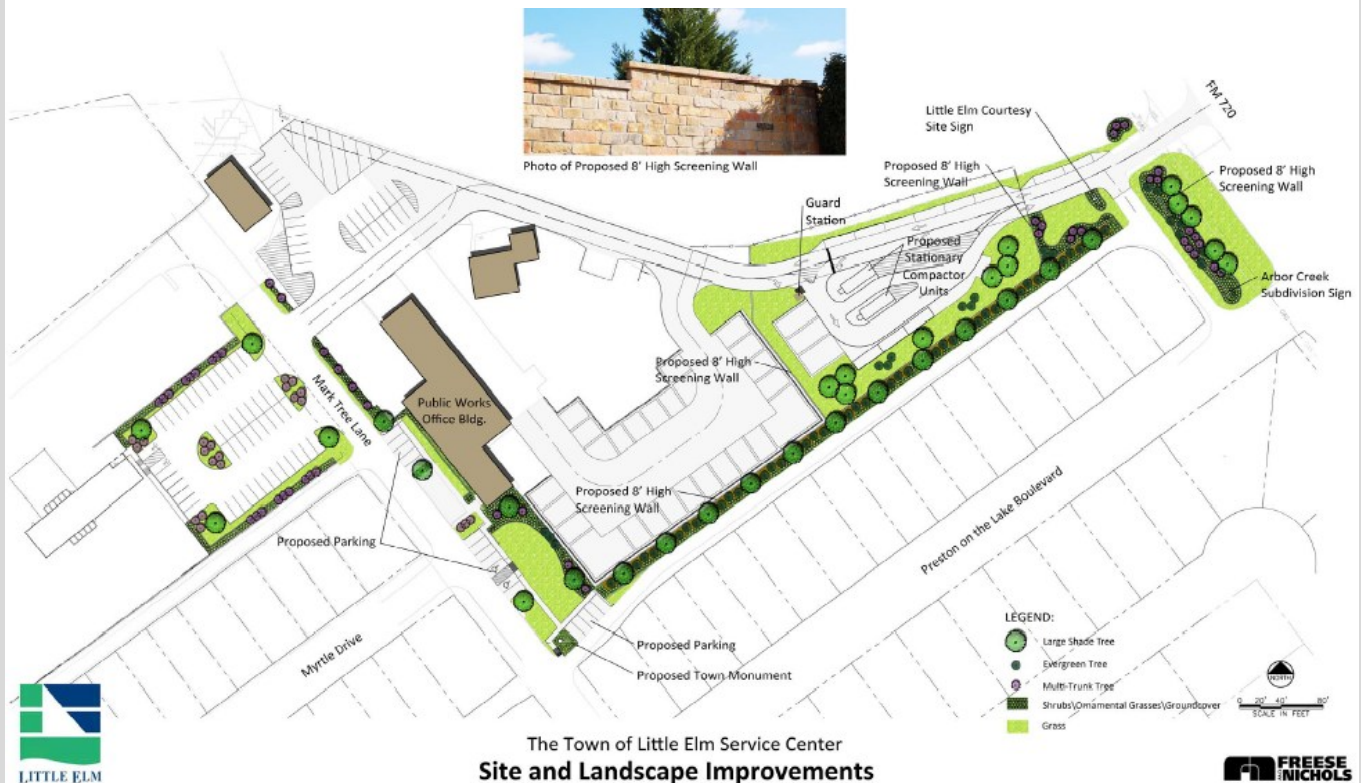 Photo of Proposed 8' High Screening Wall
FM 720
Little Elm Courtesy
Site Sign
Proposed 8' High
Screening Wall
Proposed 8' High
Screening Wall
Guard
Station
Proposed
Stationary
Compactor
Units
Arbor Creek
Subdivision Sign
Proposed 8' High
Screening Wall
Mark Tree Lane
Public Works
Office Bldg.
Proposed 8' High
Screening Wall
Proposed Parking
Preston on the Lake Boulevard
Myrtle Drive
Proposed Parking
Proposed Town Monument
LEGEND:
Large Shade Tree
Evergreen Tree
Multi-Trunk Tree
Shrubs\Ornamental Grasses\Groundcover
Grass
NORTH
0 20' 40' 80'
SCALE IN FEET
LITTLE ELM
The Town of Little Elm Service Center
Site and Landscape Improvements
FREESE
NICHOLS